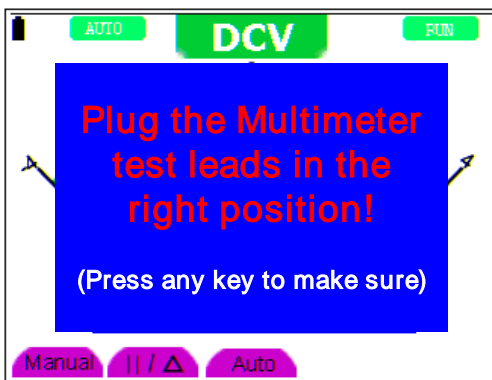 AUTO DCV RUN
Plug the Multimeter
test leads in the
right position!
(Press any key to make sure)
Manual || / Δ Auto